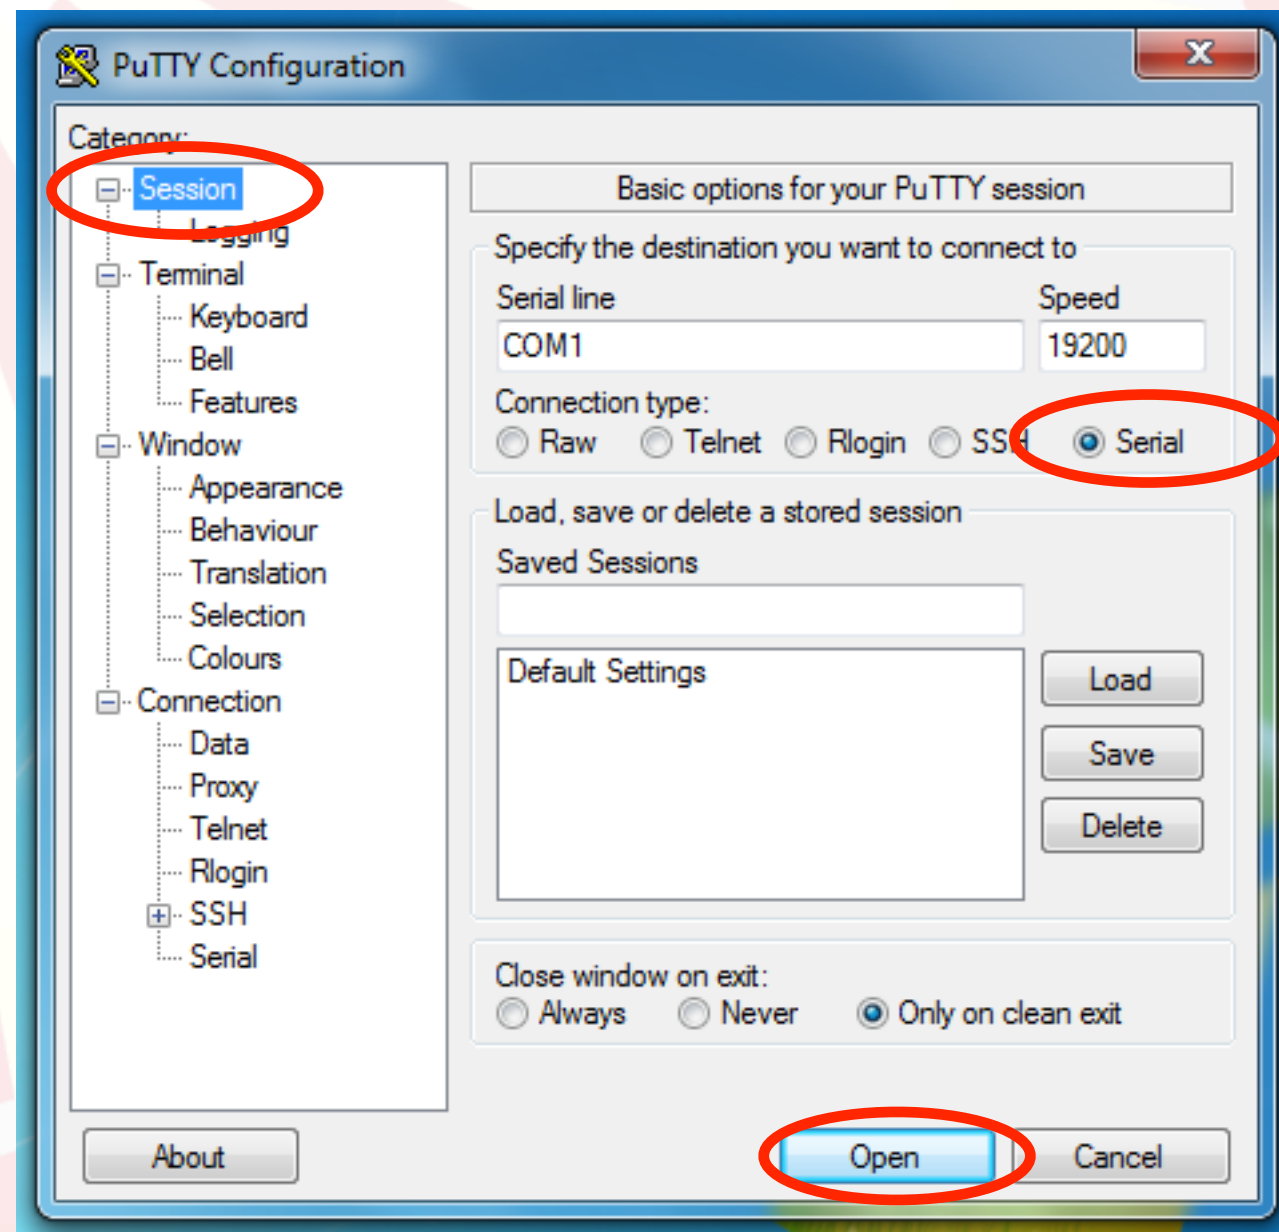 PuTTY Configuration
Category:
Session
Logging
Terminal
Keyboard
Bell
Features
Window
Appearance
Behaviour
Translation
Selection
Colours
Connection
Data
Proxy
Telnet
Rlogin
SSH
Serial
Basic options for your PuTTY session
Specify the destination you want to connect to
Serial line Speed
COM1 19200
Connection type:
Raw Telnet Rlogin SSH Serial
Load, save or delete a stored session
Saved Sessions
Default Settings
Load
Save
Delete
Close window on exit:
Always Never Only on clean exit
About Open Cancel